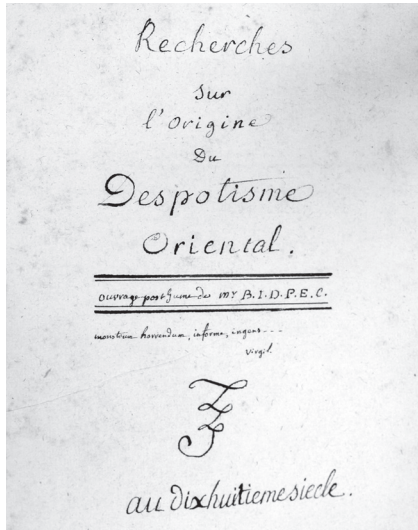 Recherches
Sur
l'Origine
Du
Despotisme
Oriental.
ouvrage posthume de mr B.I.D.P.E.C.
monstrum horrendum, informe, ingens ---
Virgil.
au dixhuitieme siecle.